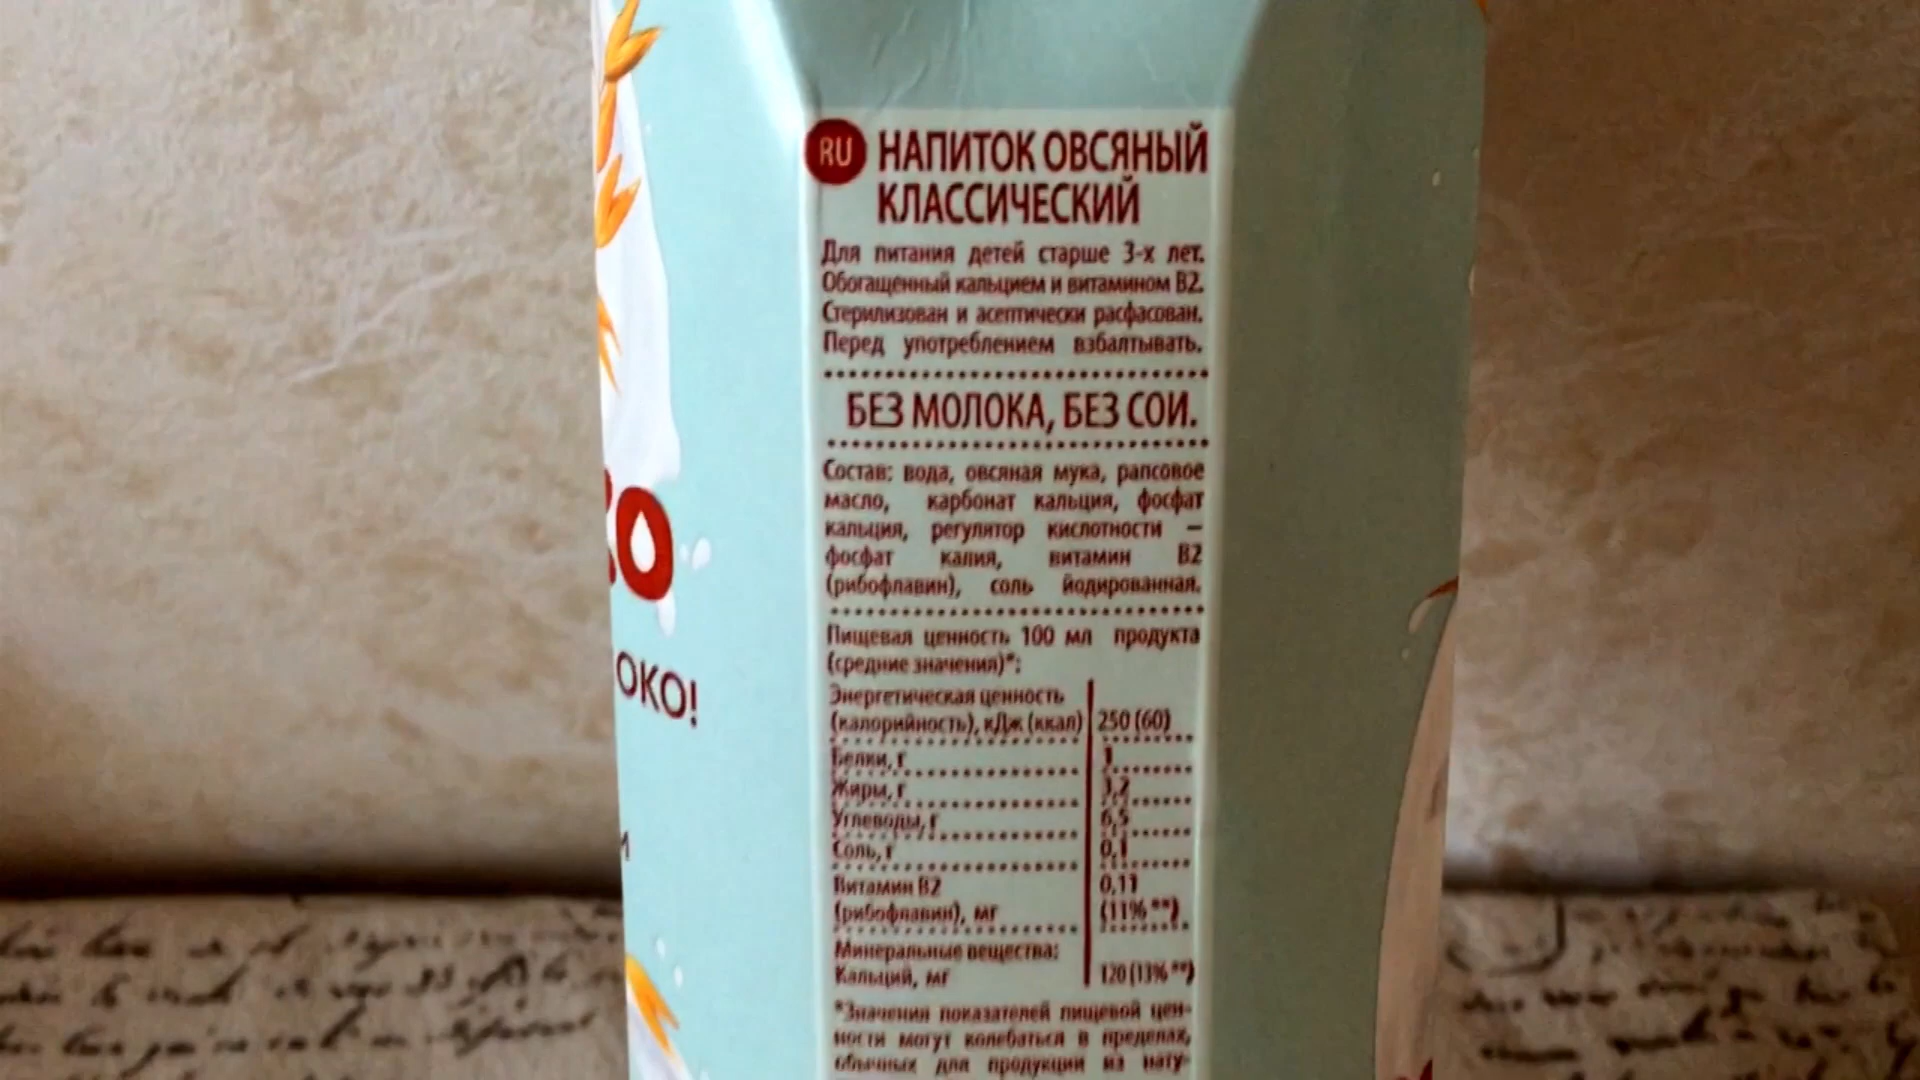 RU НАПИТОК ОВСЯНЫЙ
КЛАССИЧЕСКИЙ
Для питания детей старше 3-х лет.
Обогащенный кальцием и витамином В2.
Стерилизован и асептически расфасован.
Перед употреблением взбалтывать.
БЕЗ МОЛОКА, БЕЗ СОИ.
Состав: вода, овсяная мука, рапсовое
масло, карбонат кальция, фосфат
кальция, регулятор кислотности –
фосфат калия, витамин В2
(рибофлавин), соль йодированная.
Пищевая ценность 100 мл продукта
(средние значения)*:
Энергетическая ценность
(калорийность), кДж (ккал) 250 (60)
Белки, г 1
Жиры, г 3,2
Углеводы, г 6,5
Соль, г 0,1
Витамин В2 0,11
(рибофлавин), мг (11% **)
Минеральные вещества:
Кальций, мг 120 (13% **)
*Значения показателей пищевой цен-
ности могут колебаться в пределах,
обычных для продукции из нату-
ОКО!